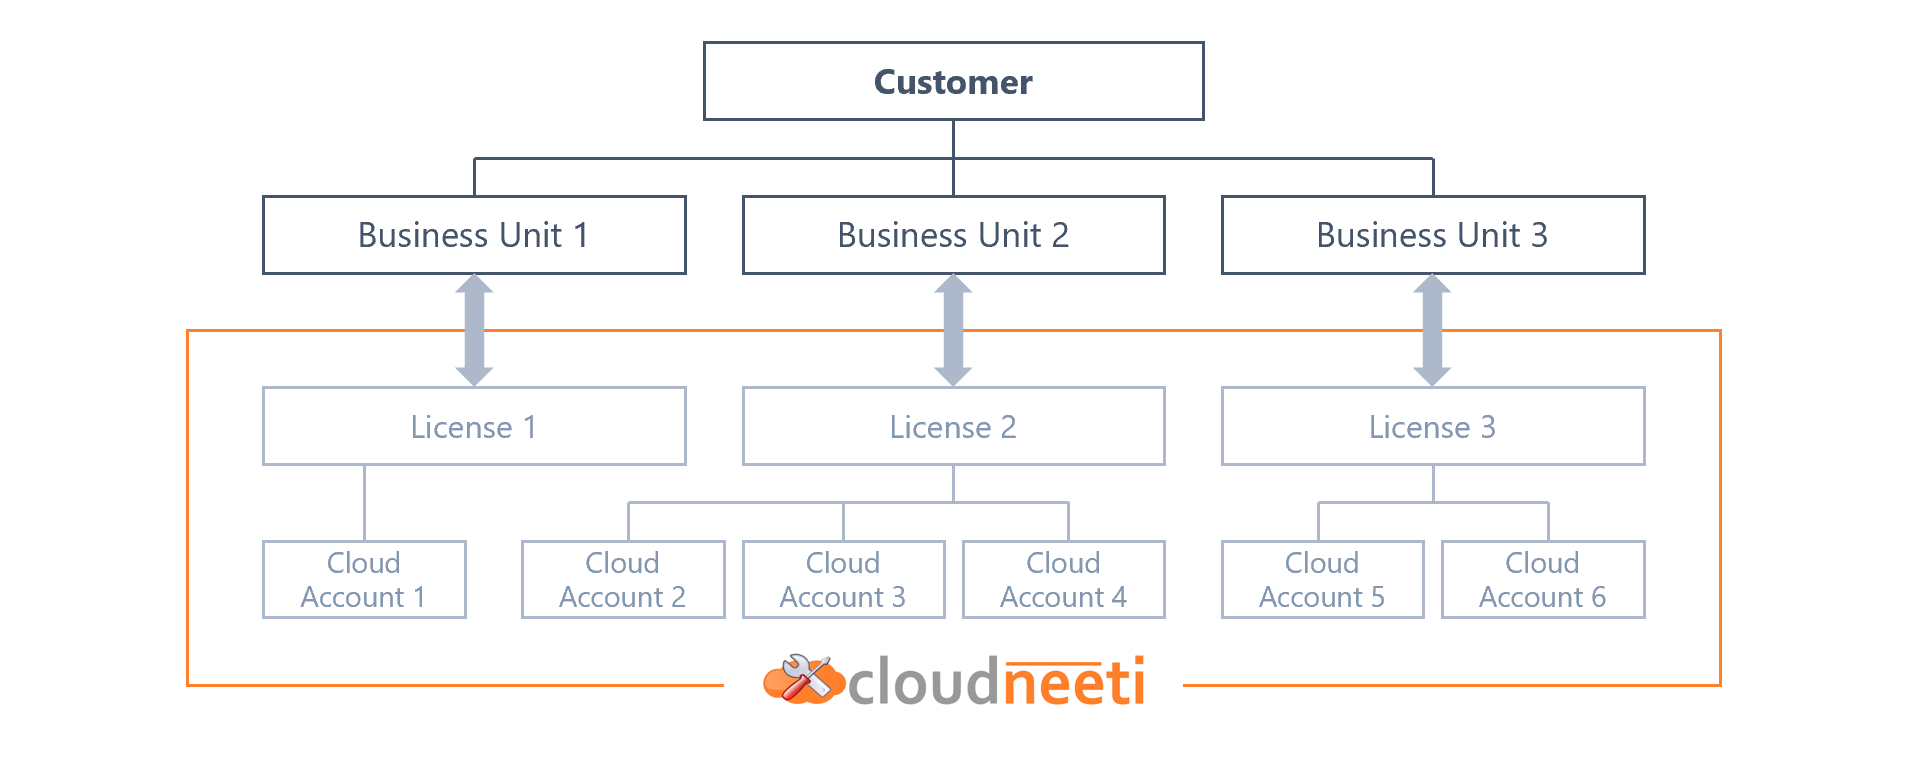 Customer
Business Unit 1
Business Unit 2
Business Unit 3
License 1
License 2
License 3
Cloud
Account 1
Cloud
Account 2
Cloud
Account 3
Cloud
Account 4
Cloud
Account 5
Cloud
Account 6
cloudneeti